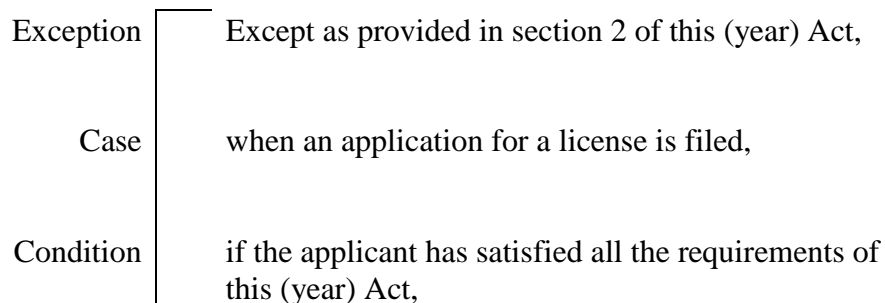 Exception Except as provided in section 2 of this (year) Act,
Case when an application for a license is filed,
Condition if the applicant has satisfied all the requirements of
this (year) Act,